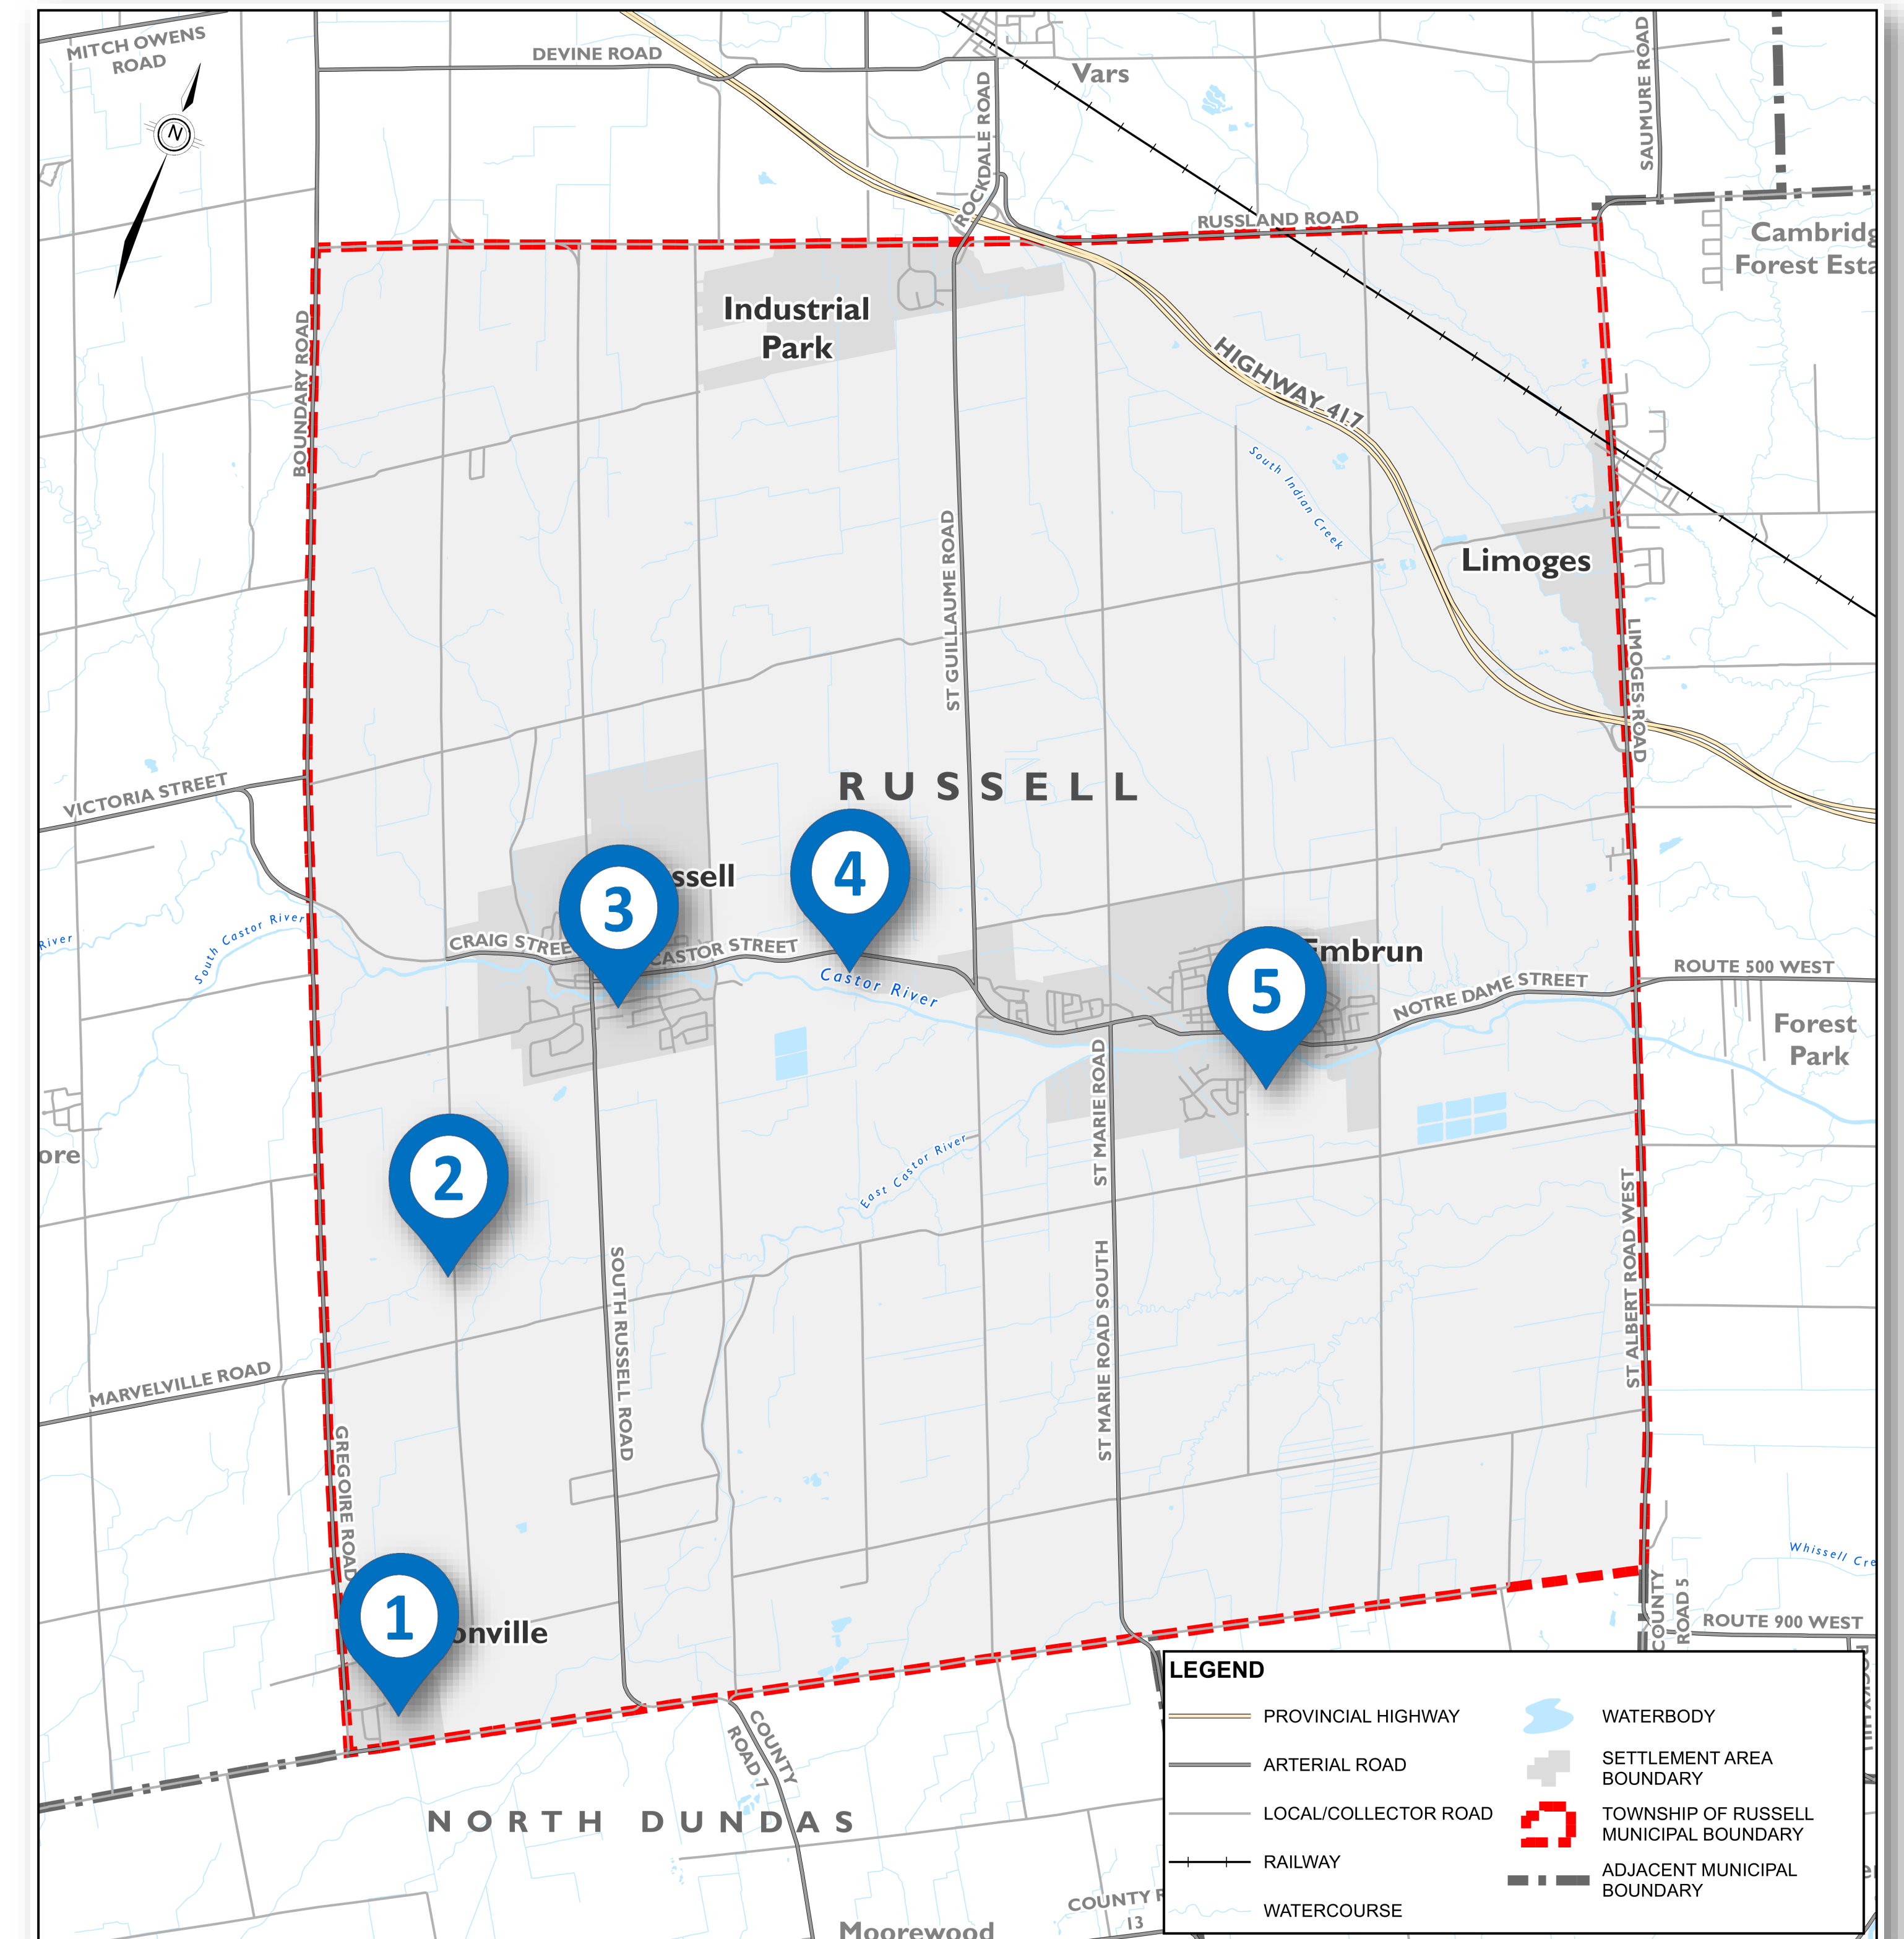 MITCH OWENS
ROAD
DEVINE ROAD
Vars
SAUMURE ROAD
N
ROCKDALE ROAD
RUSSLAND ROAD
Forest Esta
Industrial
Park
BOUNDARY ROAD
HIGHWAY 417
South Indian Creek
ST GUILLAUME ROAD
Limoges
LIMOGES ROAD
VICTORIA STREET
RUSSELL
4
3
ssell
River
South Castor River
CRAIG STREE
CASTOR STREET
Castor River
5
Embrun
NOTRE DAME STREET
ROUTE 500 WEST
Forest
Park
ST MARIE ROAD
ore
2
East Castor River
SOUTH RUSSELL ROAD
ST MARIE ROAD SOUTH
ST ALBERT ROAD WEST
MARVELVILLE ROAD
GREGOIRE ROAD
1
onville
Whissell Cre
COUNTY
ROAD 5
ROUTE 900 WEST
COUNTY
ROAD 7
NORTH DUNDAS
COUNTY R
13
Moorewood
LEGEND
PROVINCIAL HIGHWAY
ARTERIAL ROAD
LOCAL/COLLECTOR ROAD
RAILWAY
WATERCOURSE
WATERBODY
SETTLEMENT AREA
BOUNDARY
TOWNSHIP OF RUSSELL
MUNICIPAL BOUNDARY
ADJACENT MUNICIPAL
BOUNDARY